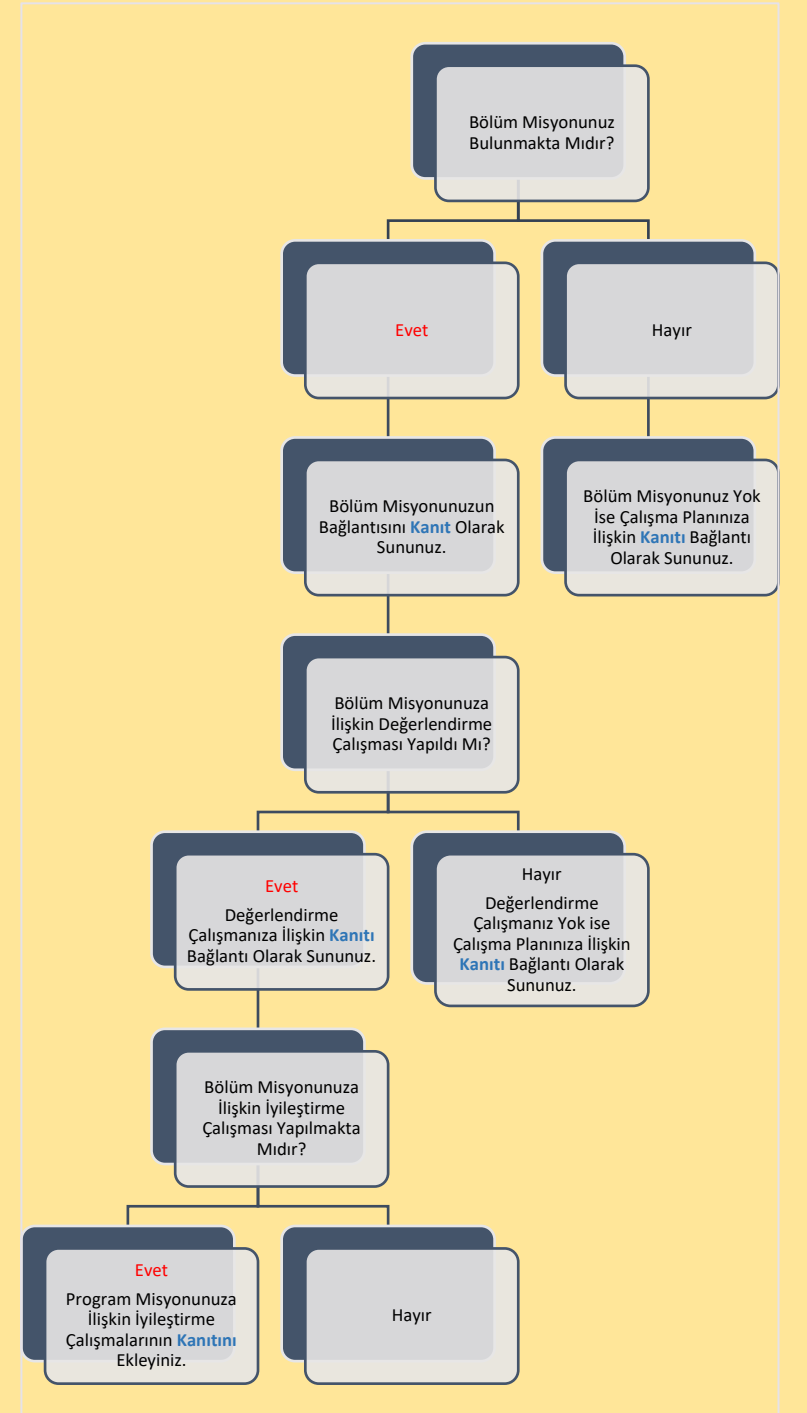 Bölüm Misyonunuz
Bulunmakta Mıdır?
Evet
Hayır
Bölüm Misyonunuzun
Bağlantısını Kanıt Olarak
Sununuz.
Bölüm Misyonunuz Yok
İse Çalışma Planınıza
İlişkin Kanıtı Bağlantı
Olarak Sununuz.
Bölüm Misyonunuza
İlişkin Değerlendirme
Çalışması Yapıldı Mı?
Evet
Değerlendirme
Çalışmanıza İlişkin Kanıtı
Bağlantı Olarak Sununuz.
Hayır
Değerlendirme
Çalışmanız Yok ise
Çalışma Planınıza İlişkin
Kanıtı Bağlantı Olarak
Sununuz.
Bölüm Misyonunuza
İlişkin İyileştirme
Çalışması Yapılmakta
Mıdır?
Evet
Program Misyonunuza
İlişkin İyileştirme
Çalışmalarının Kanıtını
Ekleyiniz.
Hayır